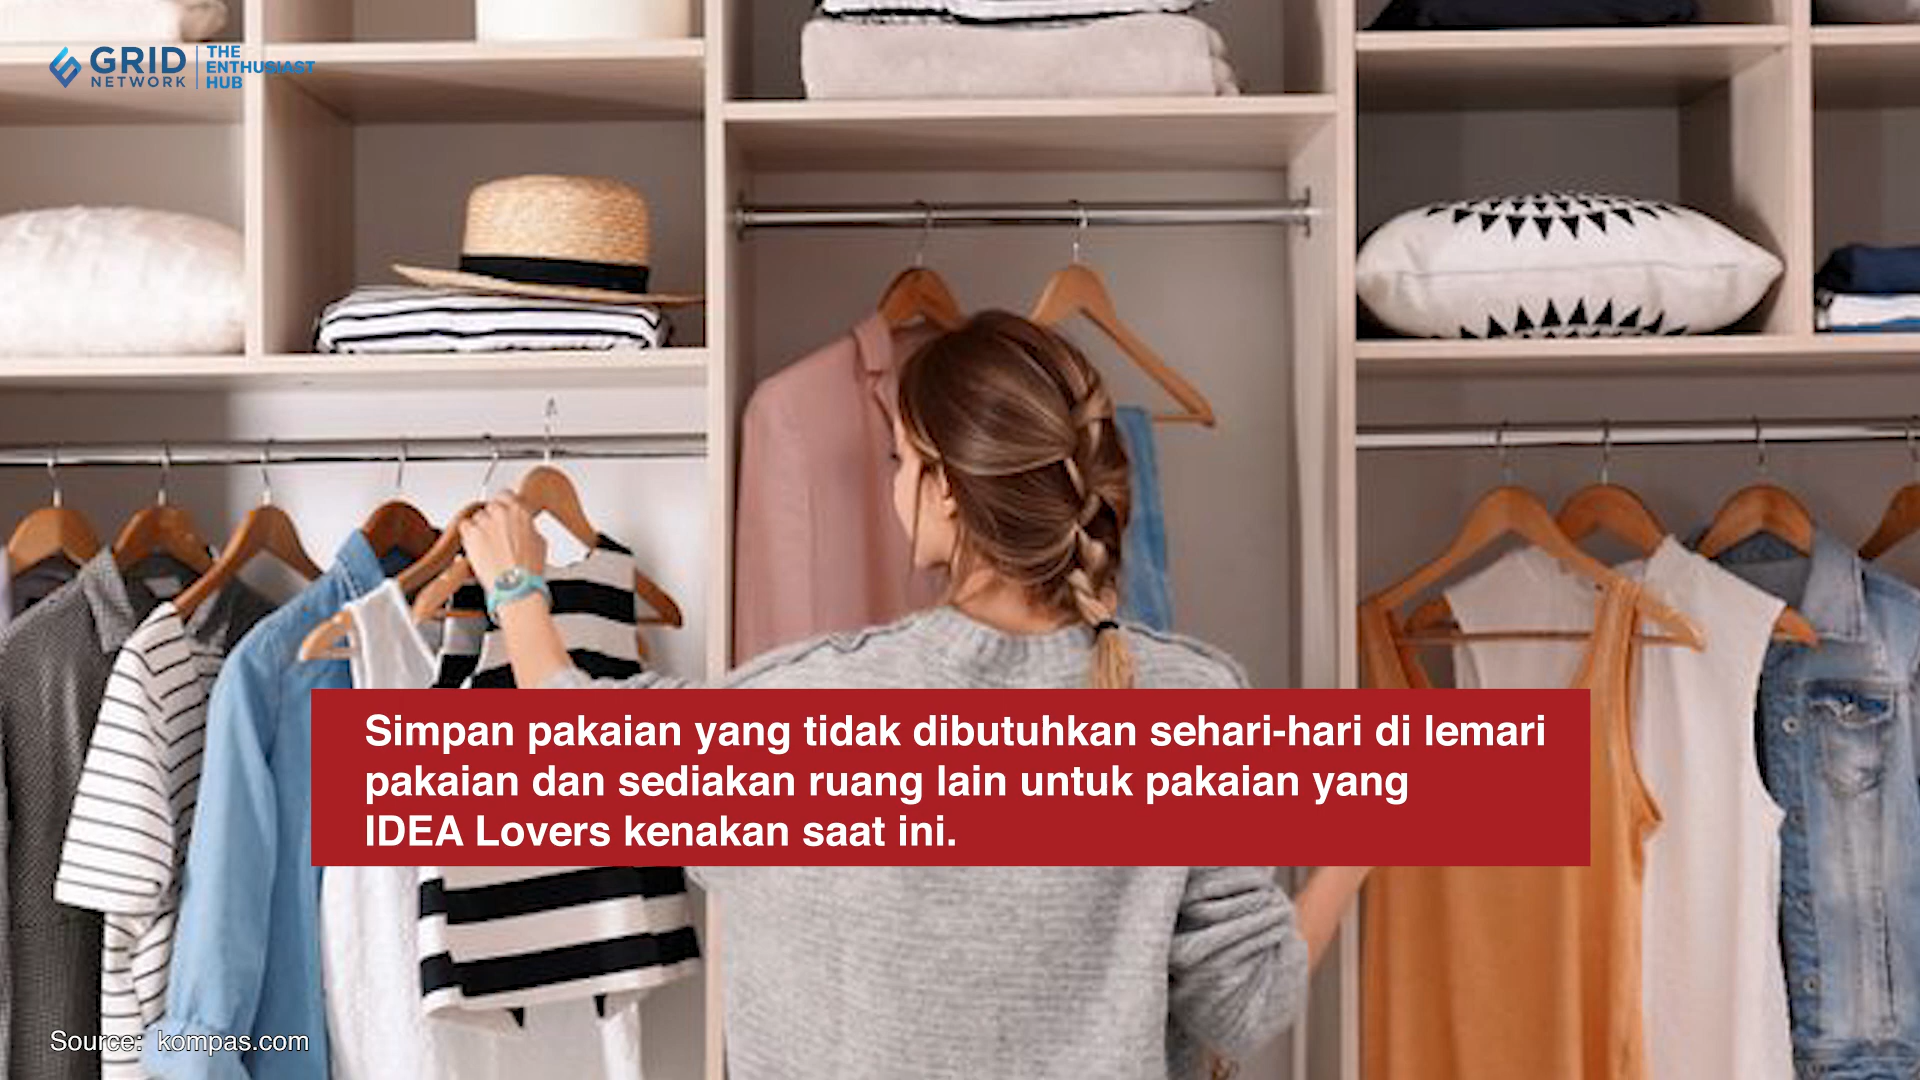 GRID
NETWORK
THE
ENTHUSIAST
HUB
Simpan pakaian yang tidak dibutuhkan sehari-hari di lemari
pakaian dan sediakan ruang lain untuk pakaian yang
IDEA Lovers kenakan saat ini.
Source: kompas.com